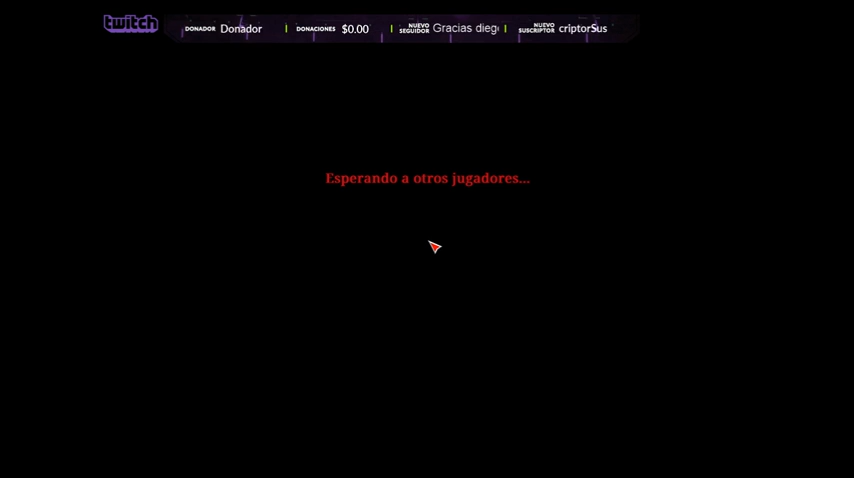 twitch
DONADOR Donador
DONACIONES $0.00
NUEVO SEGUIDOR Gracias dieg
NUEVO SUSCRIPTOR criptorSus
Esperando a otros jugadores...